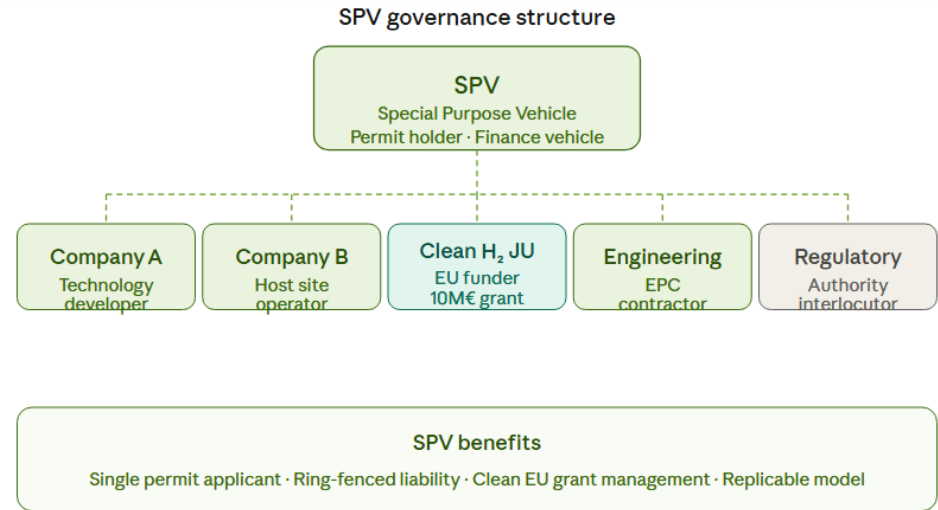 SPV governance structure
SPV
Special Purpose Vehicle
Permit holder · Finance vehicle
Company A
Technology
developer
Company B
Host site
operator
Clean H₂ JU
EU funder
10M€ grant
Engineering
EPC
contractor
Regulatory
Authority
interlocutor
SPV benefits
Single permit applicant · Ring-fenced liability · Clean EU grant management · Replicable model